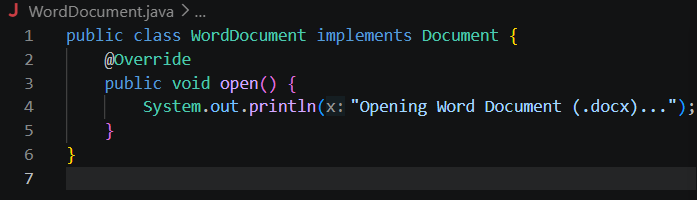 J WordDocument.java > ...
1 public class WordDocument implements Document {
2     @Override
3     public void open() {
4         System.out.println(x: "Opening Word Document (.docx)...");
5     }
6 }
7